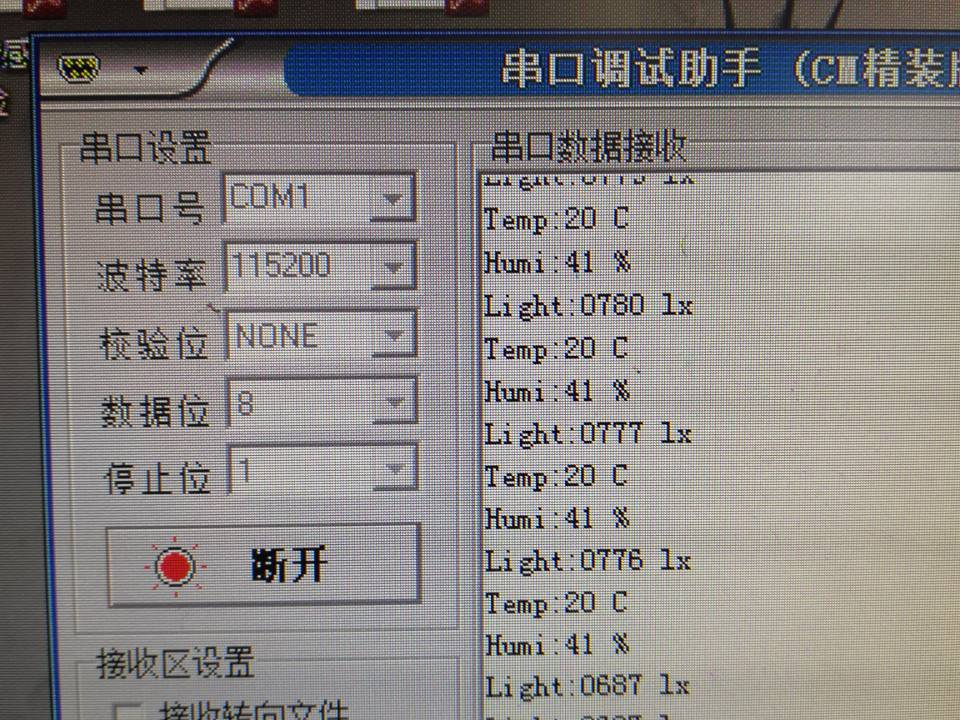 串口调试助手 (CM精装版
串口设置
串口号 COM1
波特率 115200
校验位 NONE
数据位 8
停止位 1
断开
接收区设置
接收转向文件
串口数据接收
Temp:20 C
Humi:41 %
Light:0780 lx
Temp:20 C
Humi:41 %
Light:0777 lx
Temp:20 C
Humi:41 %
Light:0776 lx
Temp:20 C
Humi:41 %
Light:0687 lx